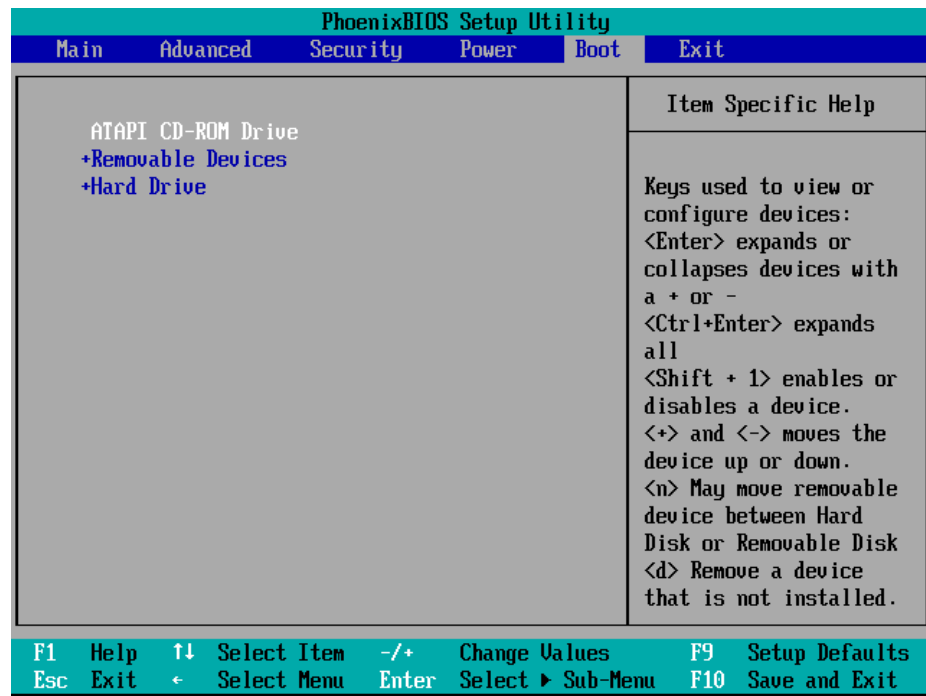 PhoenixBIOS Setup Utility
Main Advanced Security Power Boot Exit
ATAPI CD-ROM Drive
+Removable Devices
+Hard Drive
Item Specific Help
Keys used to view or
configure devices:
<Enter> expands or
collapses devices with
a + or -
<Ctrl+Enter> expands
all
<Shift + 1> enables or
disables a device.
<+> and <-> moves the
device up or down.
<n> May move removable
device between Hard
Disk or Removable Disk
<d> Remove a device
that is not installed.
F1 Help ↑↓ Select Item -/+ Change Values F9 Setup Defaults
Esc Exit ← Select Menu Enter Select ▶ Sub-Menu F10 Save and Exit